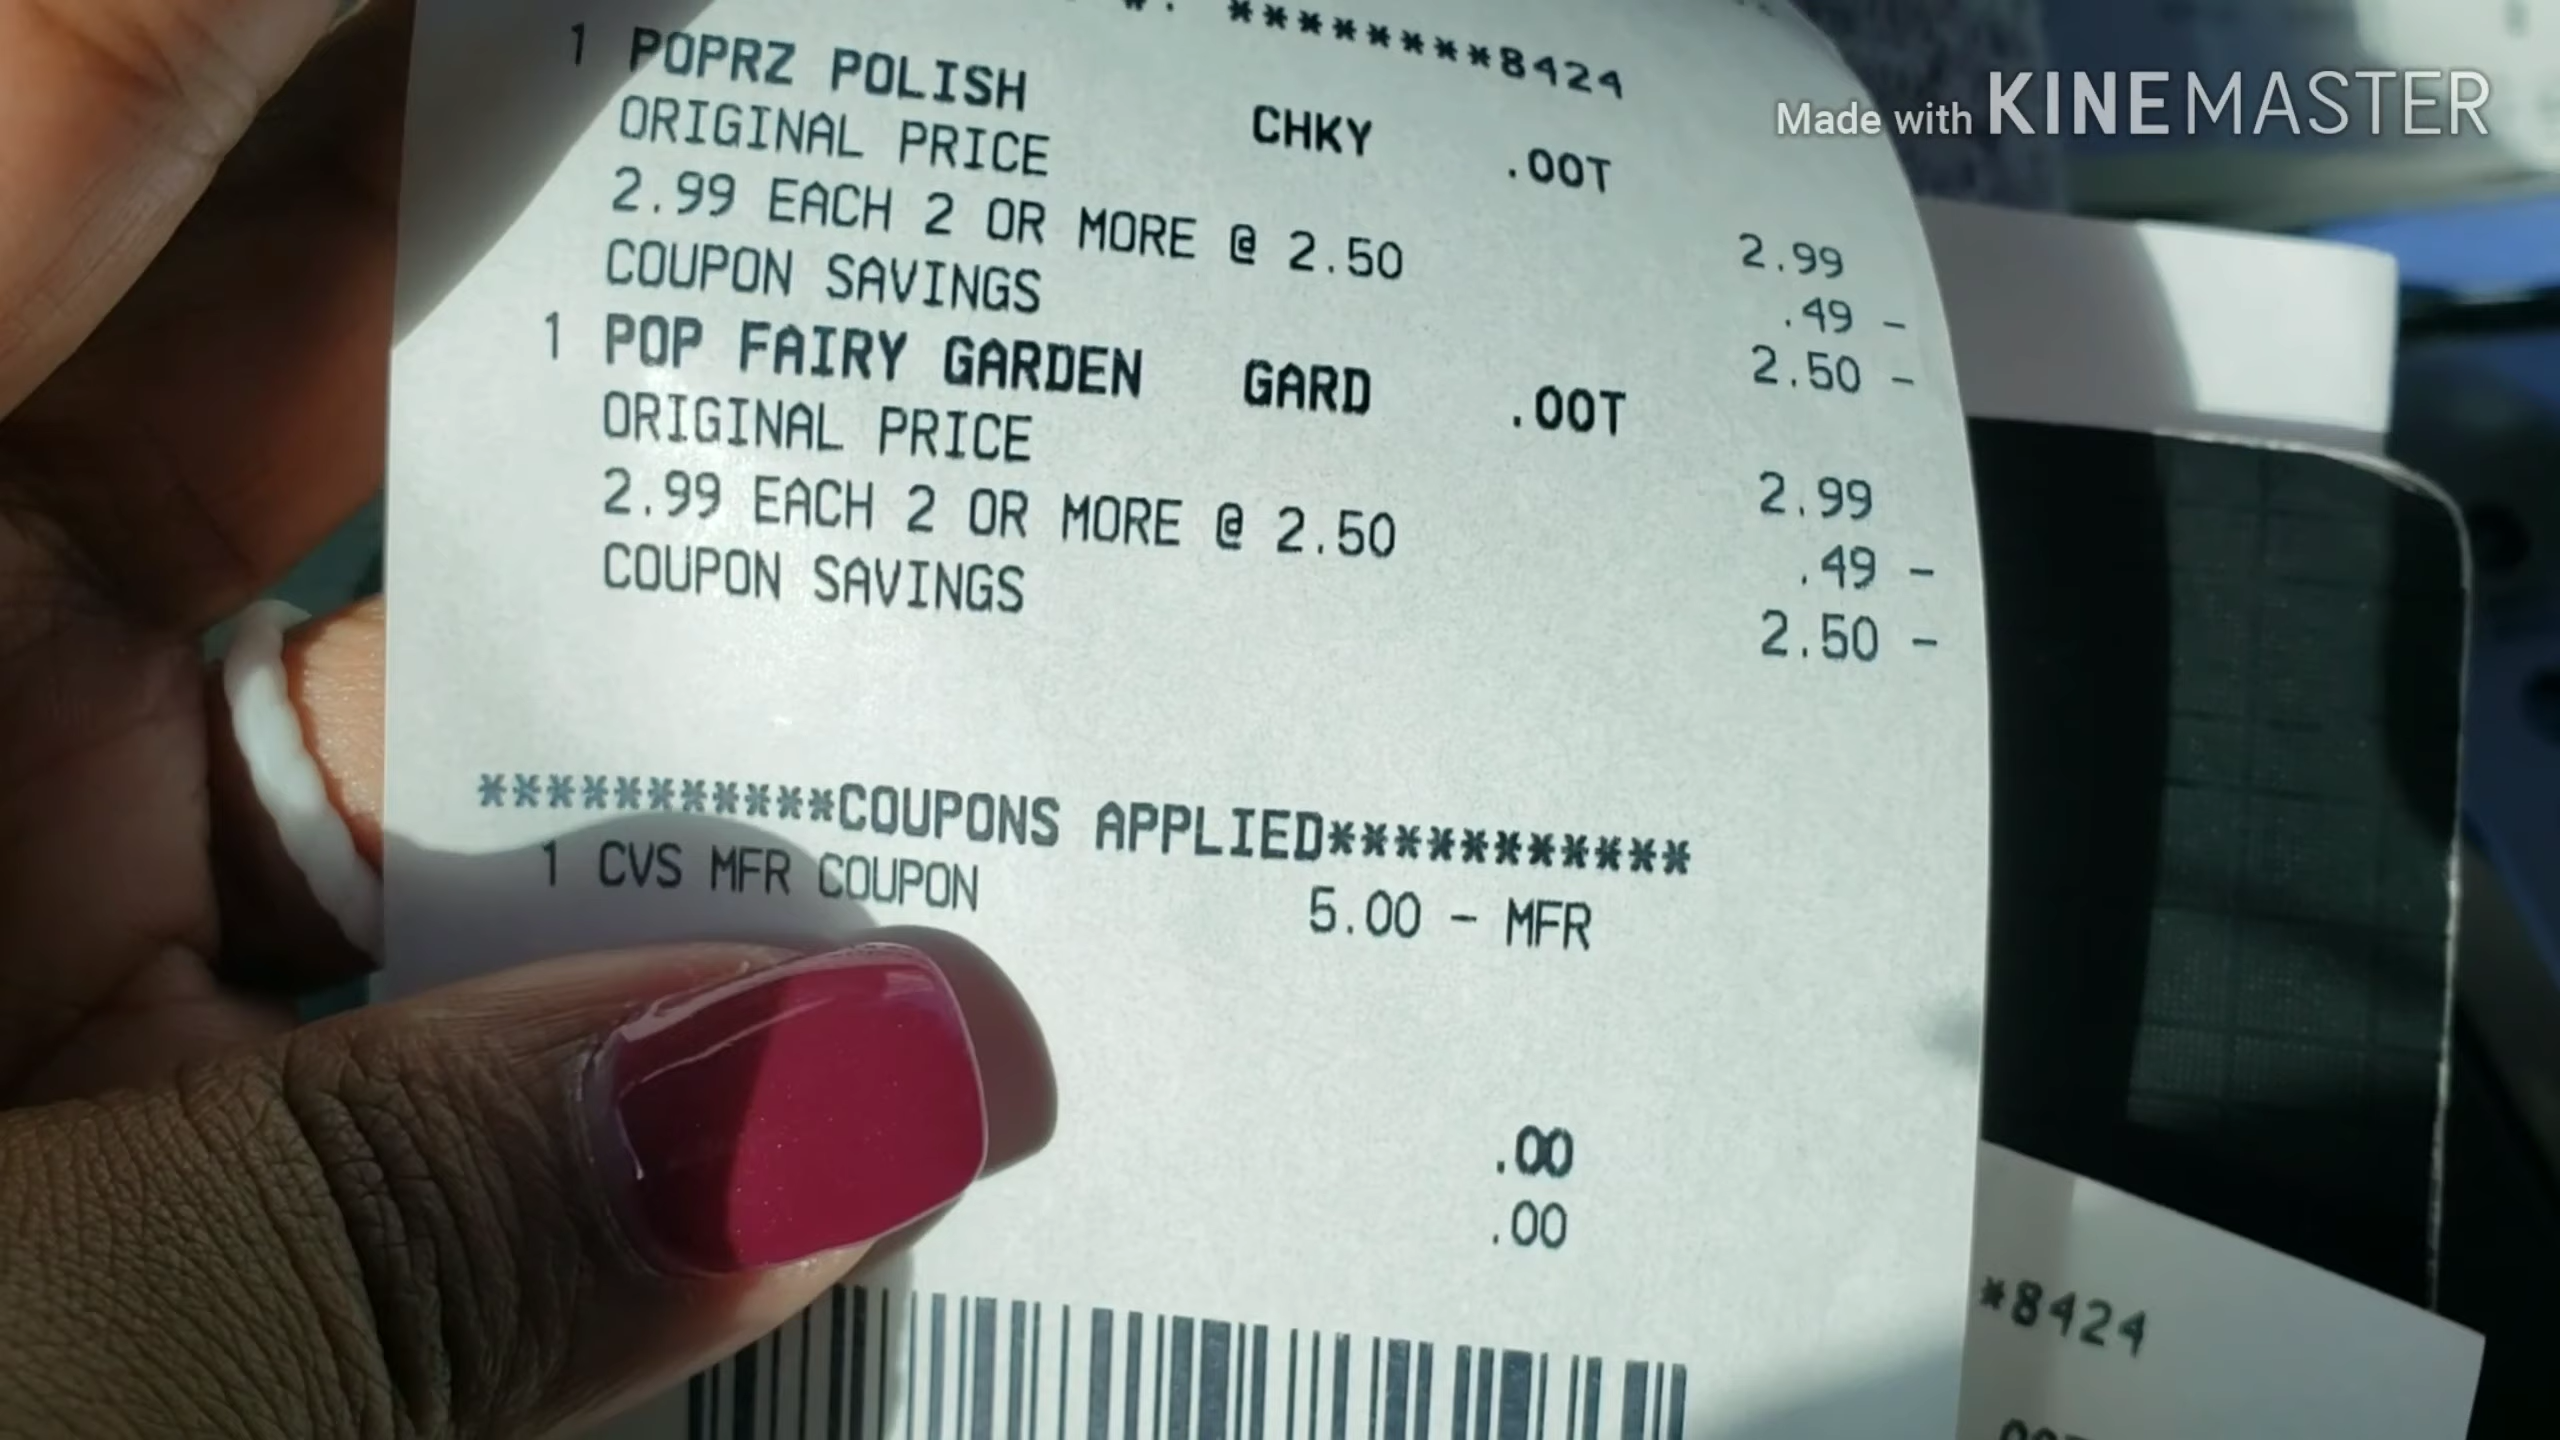 ********8424
Made with KINEMASTER
1 POPRZ POLISH CHKY .00T
ORIGINAL PRICE 2.99
2.99 EACH 2 OR MORE @ 2.50 .49 -
COUPON SAVINGS 2.50 -
1 POP FAIRY GARDEN GARD .00T
ORIGINAL PRICE 2.99
2.99 EACH 2 OR MORE @ 2.50 .49 -
COUPON SAVINGS 2.50 -
***********COUPONS APPLIED***********
1 CVS MFR COUPON 5.00 - MFR
.00
.00
*8424